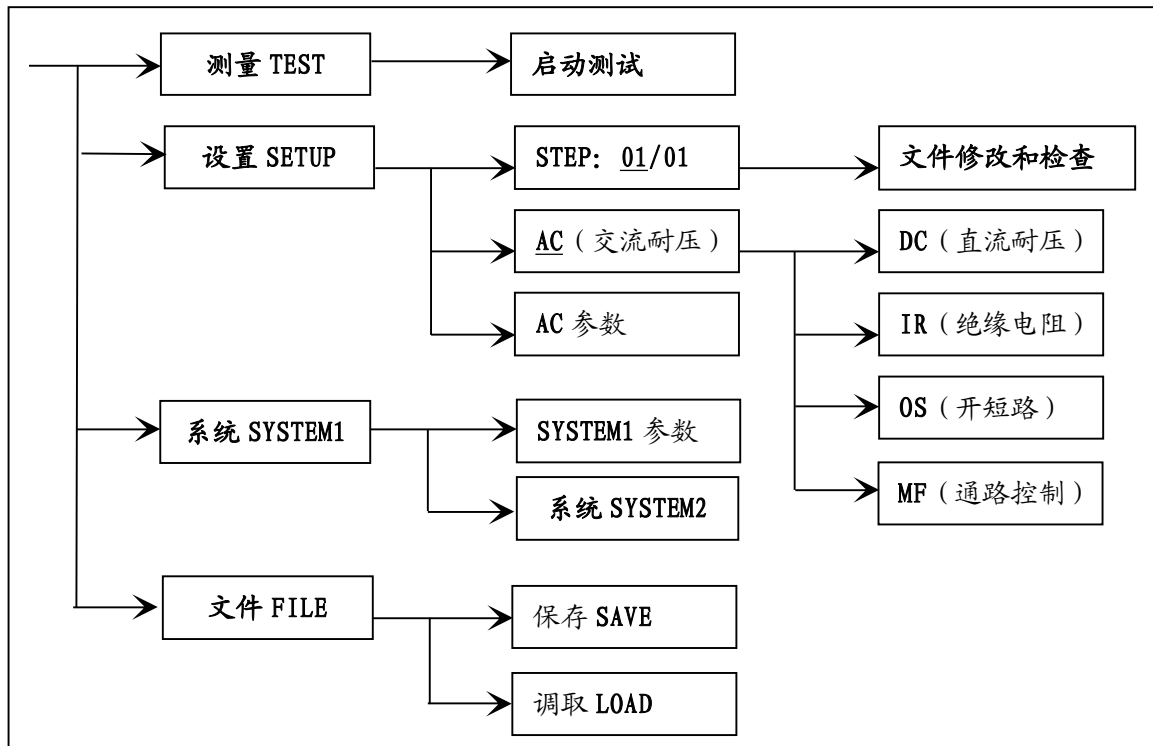 测量 TEST
启动测试
设置 SETUP
STEP: 01/01
文件修改和检查
AC（交流耐压）
DC（直流耐压）
AC 参数
IR（绝缘电阻）
OS（开短路）
系统 SYSTEM1
SYSTEM1 参数
MF（通路控制）
系统 SYSTEM2
文件 FILE
保存 SAVE
调取 LOAD